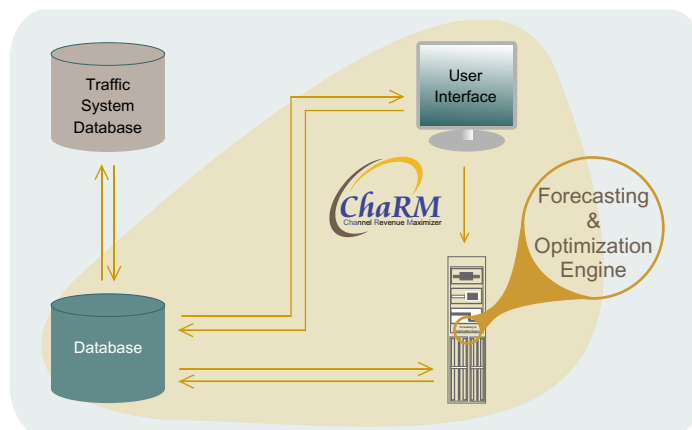 Traffic
System
Database
User
Interface
ChaRM
Channel Revenue Maximizer
Forecasting
&
Optimization
Engine
Database